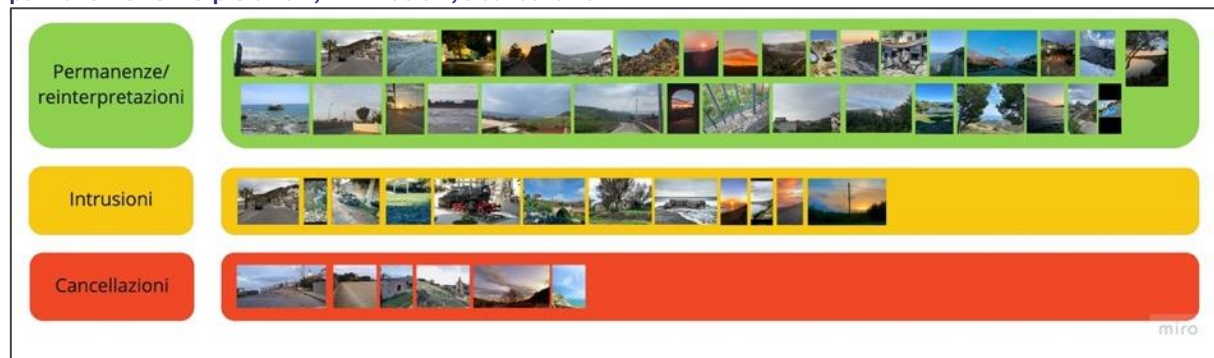 Permanenze/
reinterpretazioni
Intrusioni
Cancellazioni
miro